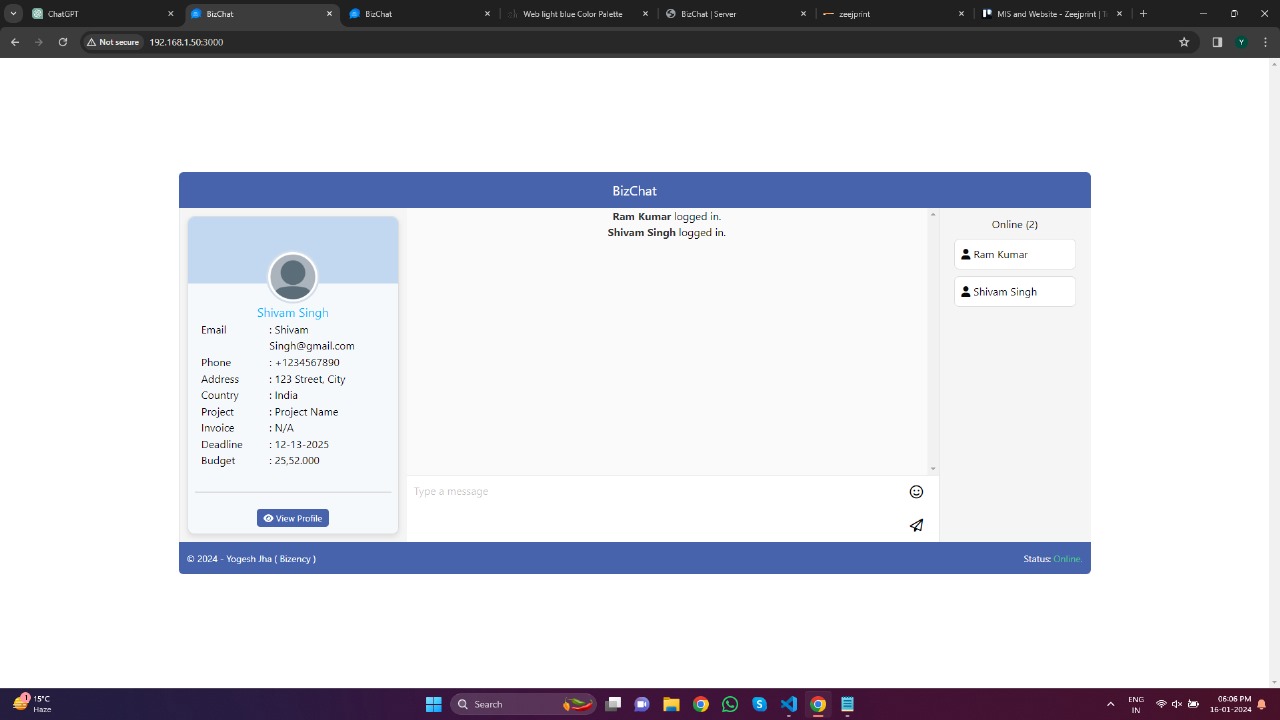 ChatGPT
BizChat
BizChat
Web light blue Color Palette
BizChat | Server
zeejprint
MIS and Website - Zeejprint | T
Not secure
192.168.1.50:3000
Y
BizChat
Shivam Singh
Email : Shivam
Singh@gmail.com
Phone : +1234567890
Address : 123 Street, City
Country : India
Project : Project Name
Invoice : N/A
Deadline : 12-13-2025
Budget : 25,52.000
View Profile
Ram Kumar logged in.
Shivam Singh logged in.
Type a message
Online (2)
Ram Kumar
Shivam Singh
© 2024 - Yogesh Jha ( Bizency )
Status: Online.
1
15°C
Haze
Search
ENG
IN
06:06 PM
16-01-2024